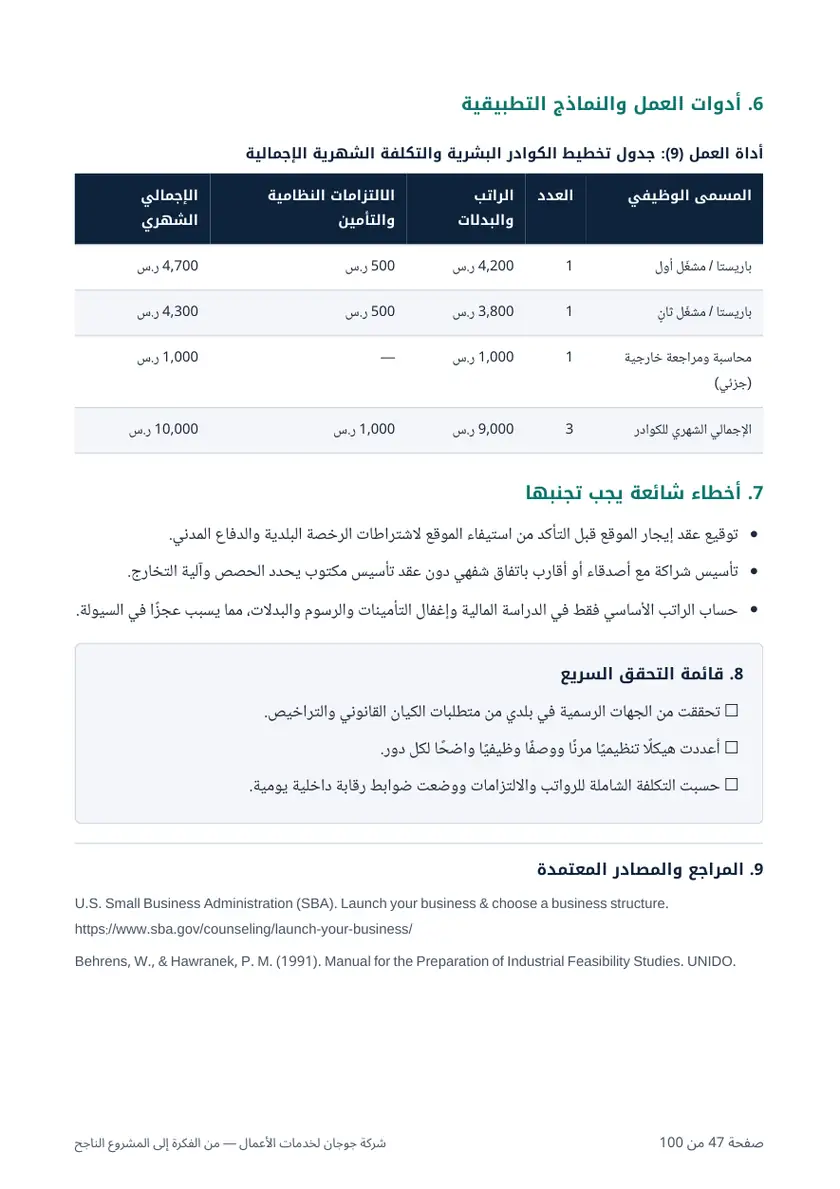 6. أدوات العمل والنماذج التطبيقية
أداة العمل (9): جدول تخطيط الكوادر البشرية والتكلفة الشهرية الإجمالية
المسمى الوظيفي العدد الراتب والبدلات الالتزامات النظامية والتأمين الإجمالي الشهري
باريستا / مشغّل أول 1 4,200 ر.س 500 ر.س 4,700 ر.س
باريستا / مشغّل ثانٍ 1 3,800 ر.س 500 ر.س 4,300 ر.س
محاسبة ومراجعة خارجية (جزئي) 1 1,000 ر.س — 1,000 ر.س
الإجمالي الشهري للكوادر 3 9,000 ر.س 1,000 ر.س 10,000 ر.س
7. أخطاء شائعة يجب تجنبها
• توقيع عقد إيجار الموقع قبل التأكد من استيفاء الموقع لاشتراطات الرخصة البلدية والدفاع المدني.
• تأسيس شراكة مع أصدقاء أو أقارب باتفاق شفهي دون عقد تأسيس مكتوب يحدد الحصص وآلية التخارج.
• حساب الراتب الأساسي فقط في الدراسة المالية وإغفال التأمينات والرسوم والبدلات، مما يسبب عجزًا في السيولة.
8. قائمة التحقق السريع
☐ تحققت من الجهات الرسمية في بلدي من متطلبات الكيان القانوني والتراخيص.
☐ أعددت هيكلًا تنظيميًا مرنًا ووصفًا وظيفيًا واضحًا لكل دور.
☐ حسبت التكلفة الشاملة للرواتب والالتزامات ووضعت ضوابط رقابة داخلية يومية.
9. المراجع والمصادر المعتمدة
U.S. Small Business Administration (SBA). Launch your business & choose a business structure.
https://www.sba.gov/counseling/launch-your-business/
Behrens, W., & Hawranek, P. M. (1991). Manual for the Preparation of Industrial Feasibility Studies. UNIDO.
صفحة 47 من 100
شركة جوجان لخدمات الأعمال — من الفكرة إلى المشروع الناجح